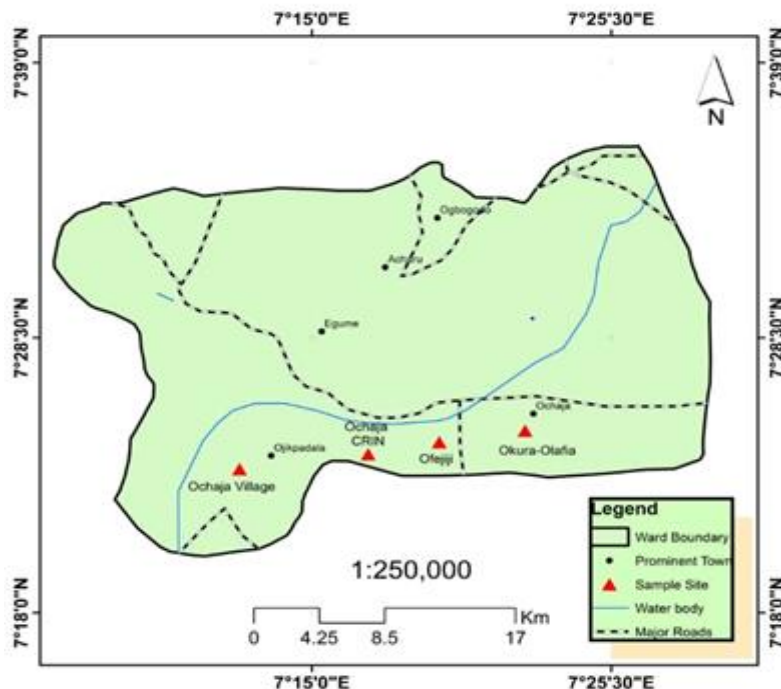 7°15'0"E 7°25'30"E
7°39'0"N 7°39'0"N
N
Ogbogodo
Acharu
7°28'30"N 7°28'30"N
Egume
Ochaja
Ochaja
CRIN
Okura-Olafia
Ofejiji
Ojikpadala
Ochaja Village
Legend
Ward Boundary
Prominent Town
Sample Site
Water body
Major Roads
1:250,000
Km
0 4.25 8.5 17
7°18'0"N 7°18'0"N
7°15'0"E 7°25'30"E